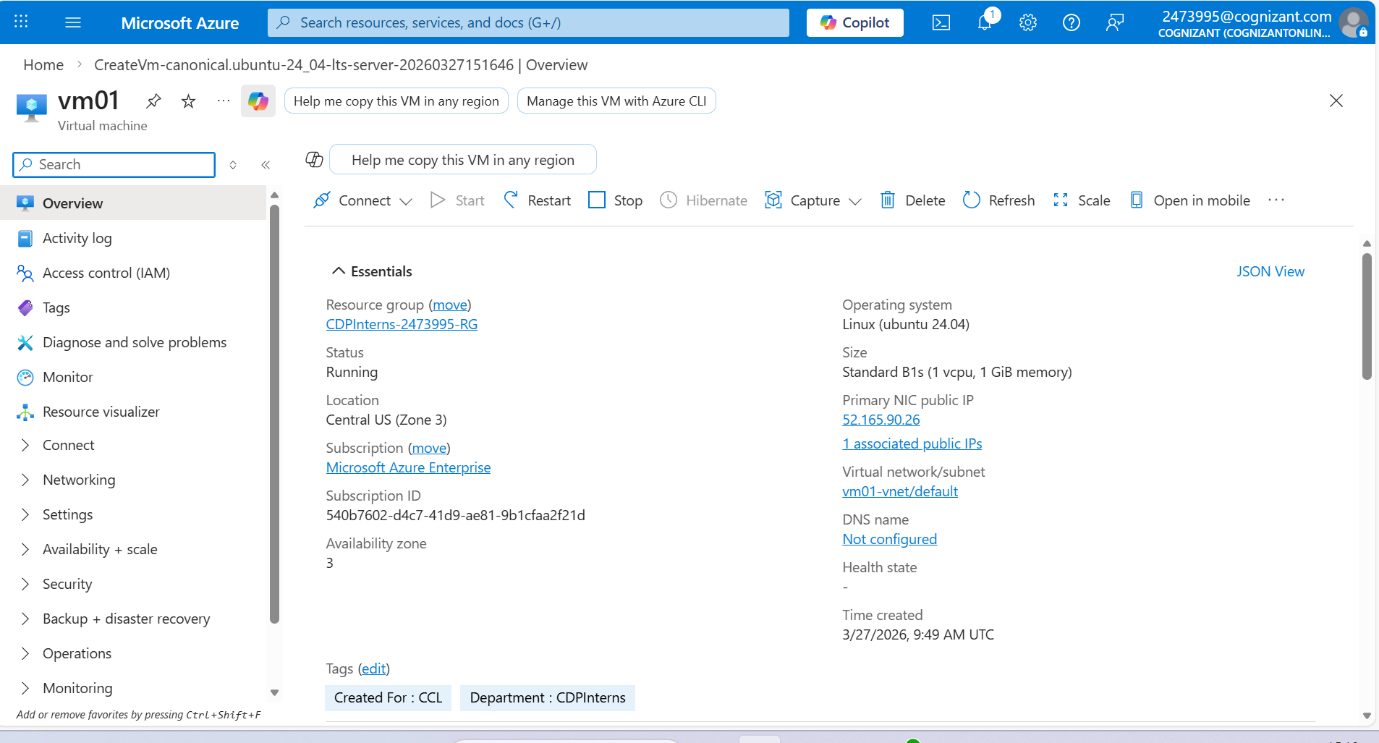 Microsoft Azure
Search resources, services, and docs (G+/)
Copilot
1
2473995@cognizant.com
COGNIZANT (COGNIZANTONLIN...
Home > CreateVm-canonical.ubuntu-24_04-lts-server-20260327151646 | Overview
vm01
...
Help me copy this VM in any region
Manage this VM with Azure CLI
Virtual machine
Search
Help me copy this VM in any region
Connect
Start
Restart
Stop
Hibernate
Capture
Delete
Refresh
Scale
Open in mobile
...
Overview
Activity log
Access control (IAM)
Tags
Diagnose and solve problems
Monitor
Resource visualizer
Connect
Networking
Settings
Availability + scale
Security
Backup + disaster recovery
Operations
Monitoring
Add or remove favorites by pressing Ctrl+Shift+F
Essentials
JSON View
Resource group (move)
CDPInterns-2473995-RG
Status
Running
Location
Central US (Zone 3)
Subscription (move)
Microsoft Azure Enterprise
Subscription ID
540b7602-d4c7-41d9-ae81-9b1cfaa2f21d
Availability zone
3
Operating system
Linux (ubuntu 24.04)
Size
Standard B1s (1 vcpu, 1 GiB memory)
Primary NIC public IP
52.165.90.26
1 associated public IPs
Virtual network/subnet
vm01-vnet/default
DNS name
Not configured
Health state
-
Time created
3/27/2026, 9:49 AM UTC
Tags (edit)
Created For : CCL
Department : CDPInterns